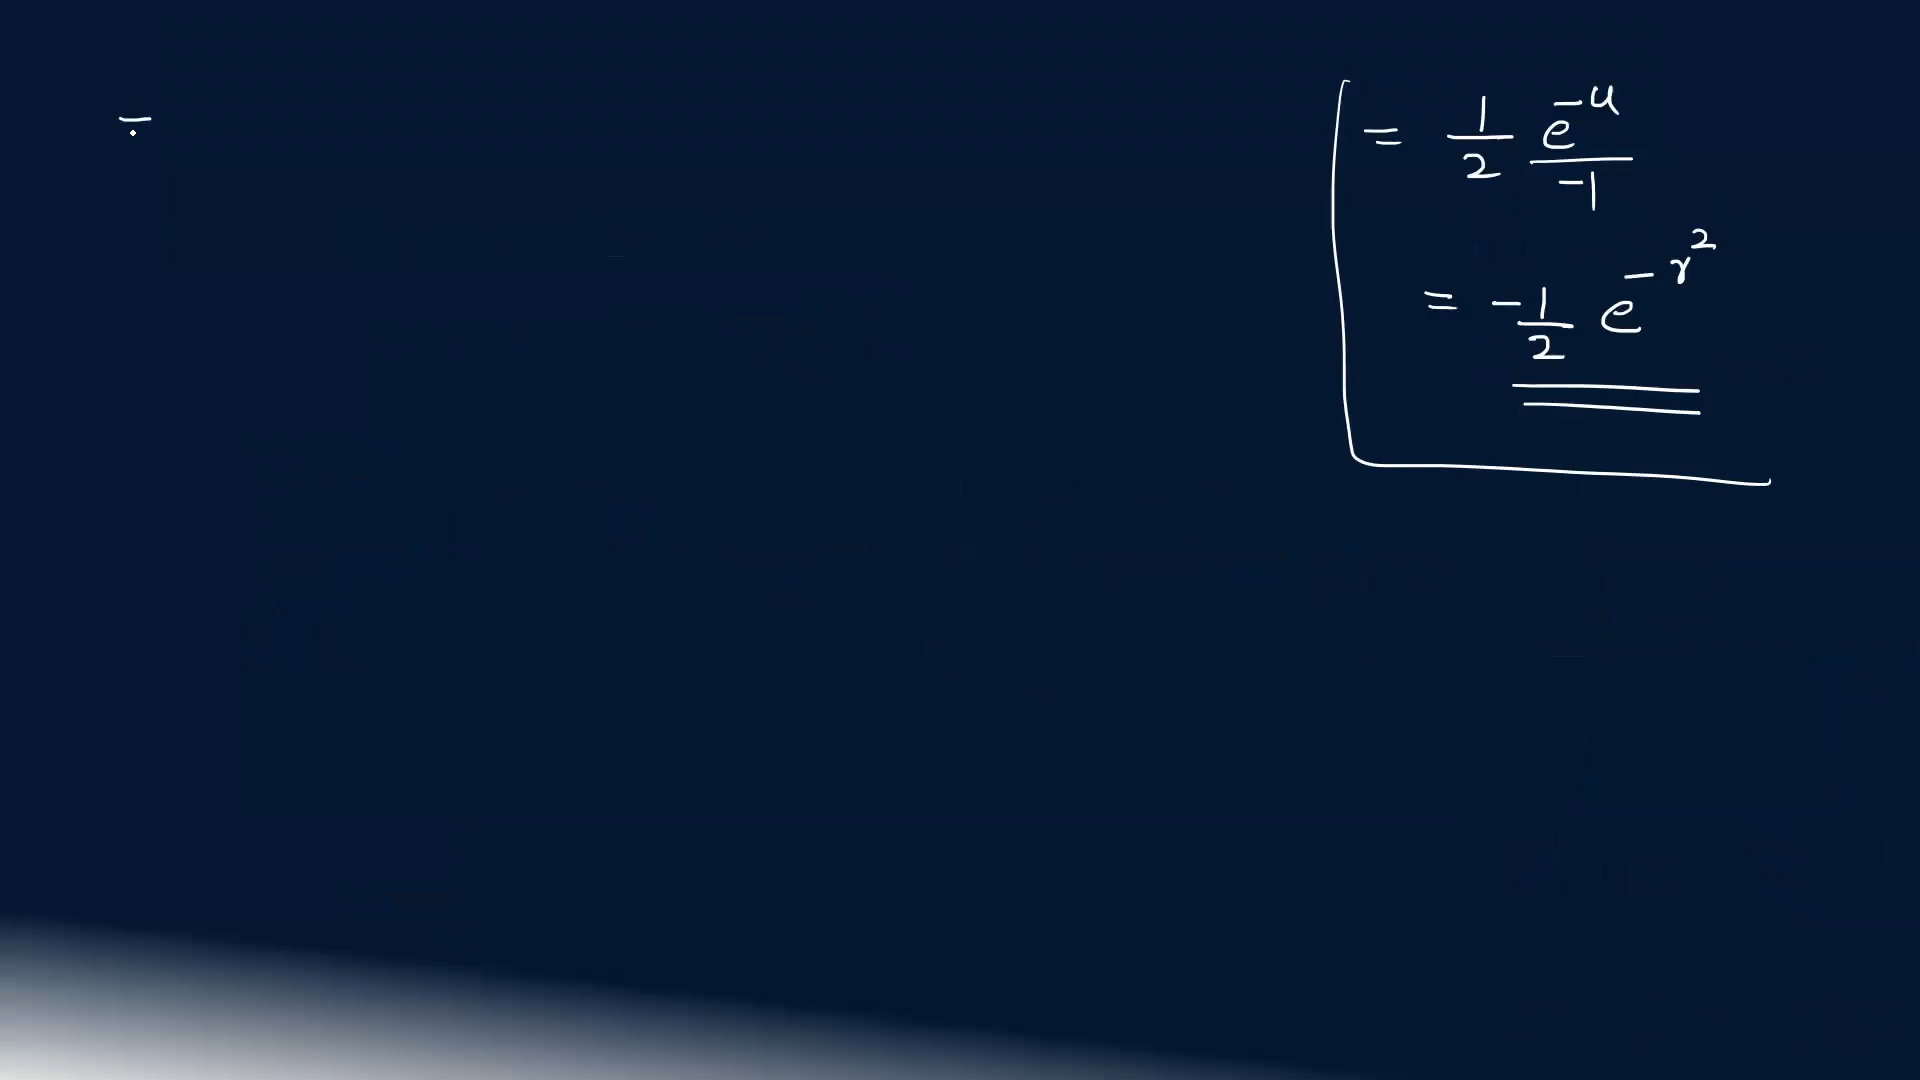 = 1/2 e^{-u}/-1
= -1/2 e^{-r^2}